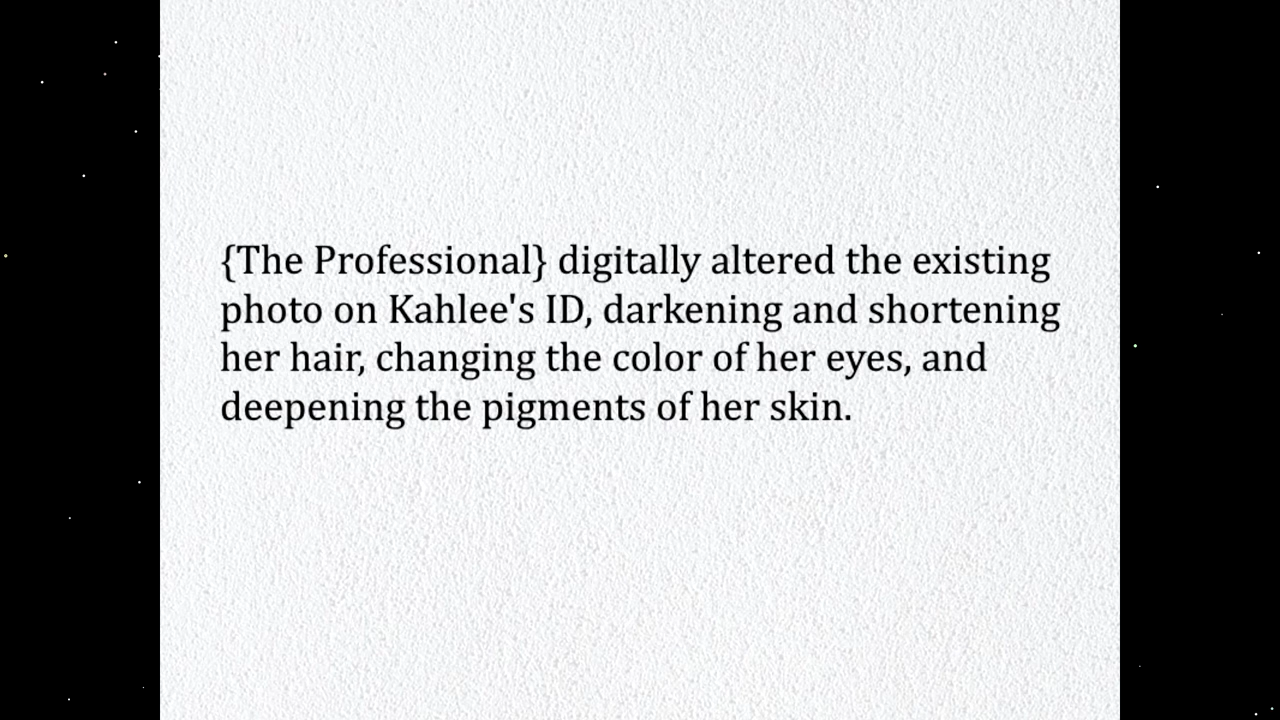 {The Professional} digitally altered the existing
photo on Kahlee's ID, darkening and shortening
her hair, changing the color of her eyes, and
deepening the pigments of her skin.